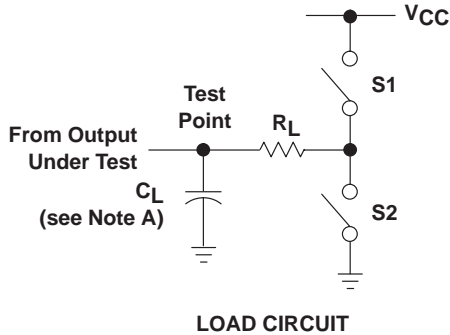 VCC
S1
Test
Point
RL
From Output
Under Test
CL
(see Note A)
S2
LOAD CIRCUIT